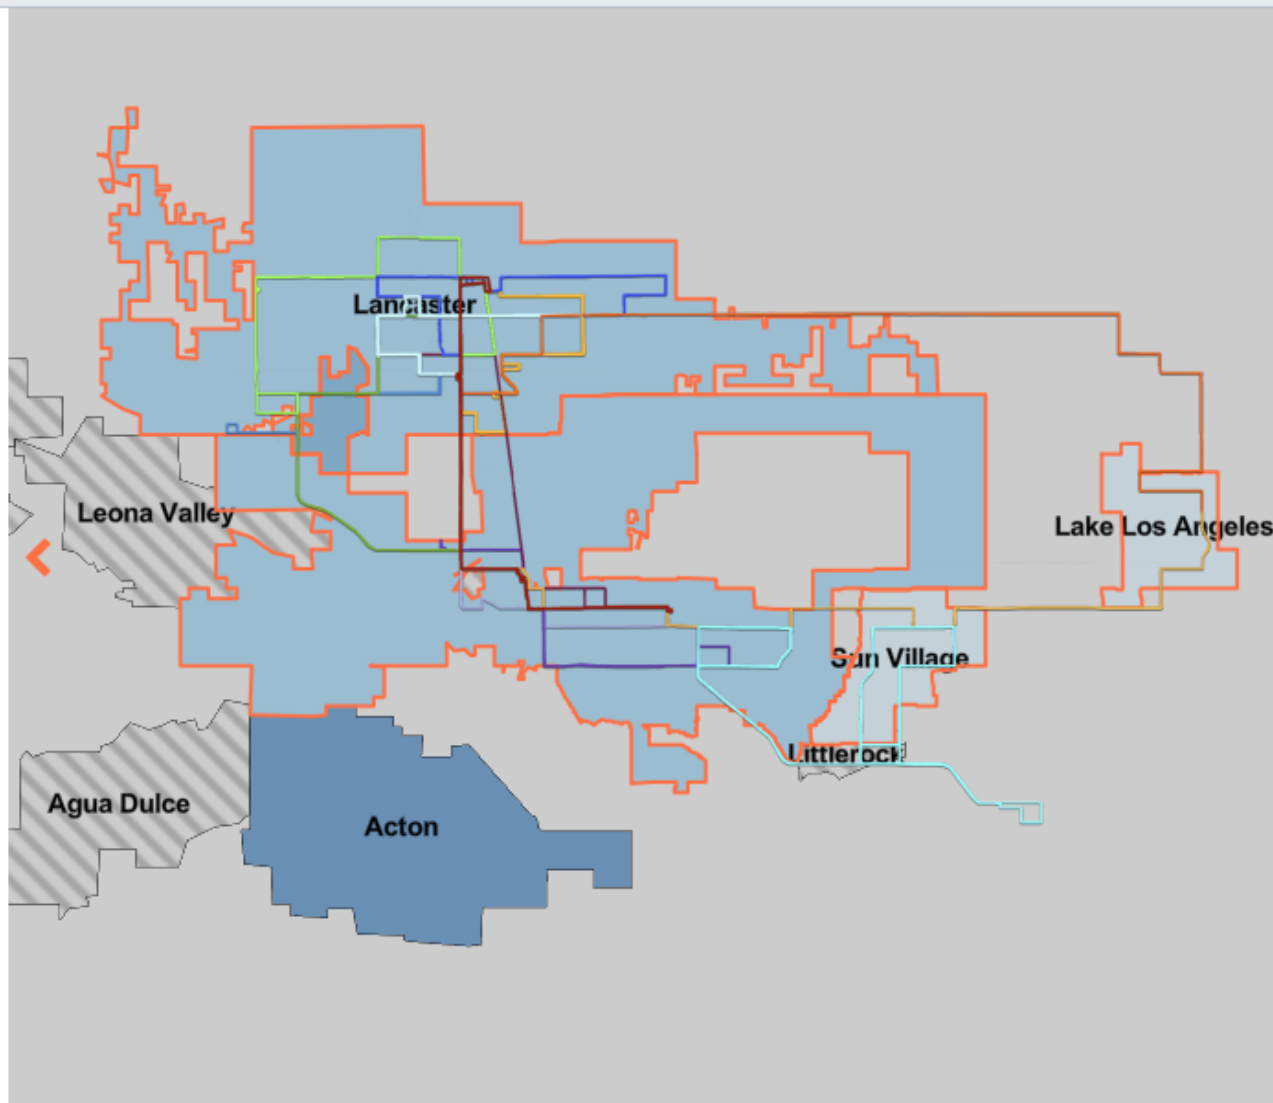 Lancaster
Leona Valley
Lake Los Angeles
Sun Village
Littlerock
Agua Dulce
Acton